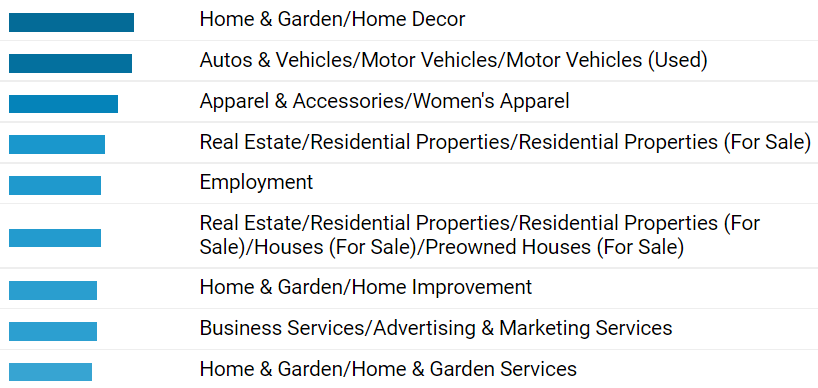 Home & Garden/Home Decor
Autos & Vehicles/Motor Vehicles/Motor Vehicles (Used)
Apparel & Accessories/Women's Apparel
Real Estate/Residential Properties/Residential Properties (For Sale)
Employment
Real Estate/Residential Properties/Residential Properties (For
Sale)/Houses (For Sale)/Preowned Houses (For Sale)
Home & Garden/Home Improvement
Business Services/Advertising & Marketing Services
Home & Garden/Home & Garden Services